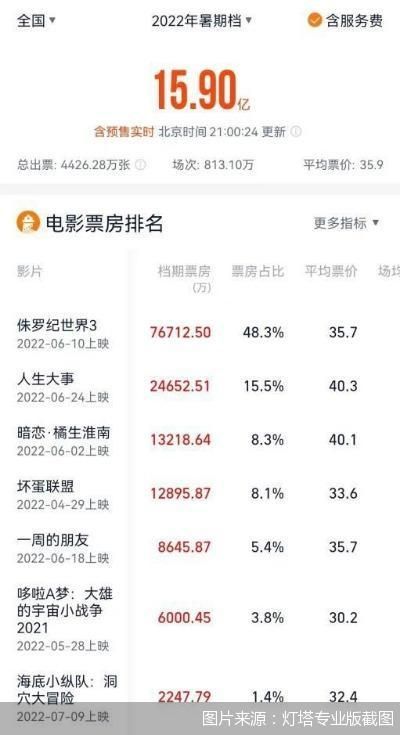 全国 2022年暑期档 含服务费
15.90亿
含预售实时 北京时间 21:00:24 更新
总出票: 4426.28万张 场次: 813.10万 平均票价: 35.9
电影票房排名 更多指标
影片 档期票房 票房占比 平均票价 场均
(万)
侏罗纪世界3 76712.50 48.3% 35.7
2022-06-10上映
人生大事 24652.51 15.5% 40.3
2022-06-24上映
暗恋·橘生淮南 13218.64 8.3% 40.1
2022-06-02上映
坏蛋联盟 12895.87 8.1% 33.6
2022-04-29上映
一周的朋友 8645.87 5.4% 35.7
2022-06-18上映
哆啦A梦：大雄
的宇宙小战争 6000.45 3.8% 30.2
2021
2022-05-28上映
海底小纵队：洞
穴大冒险 2247.79 1.4% 32.4
2022-07-09上映
图片来源：灯塔专业版截图